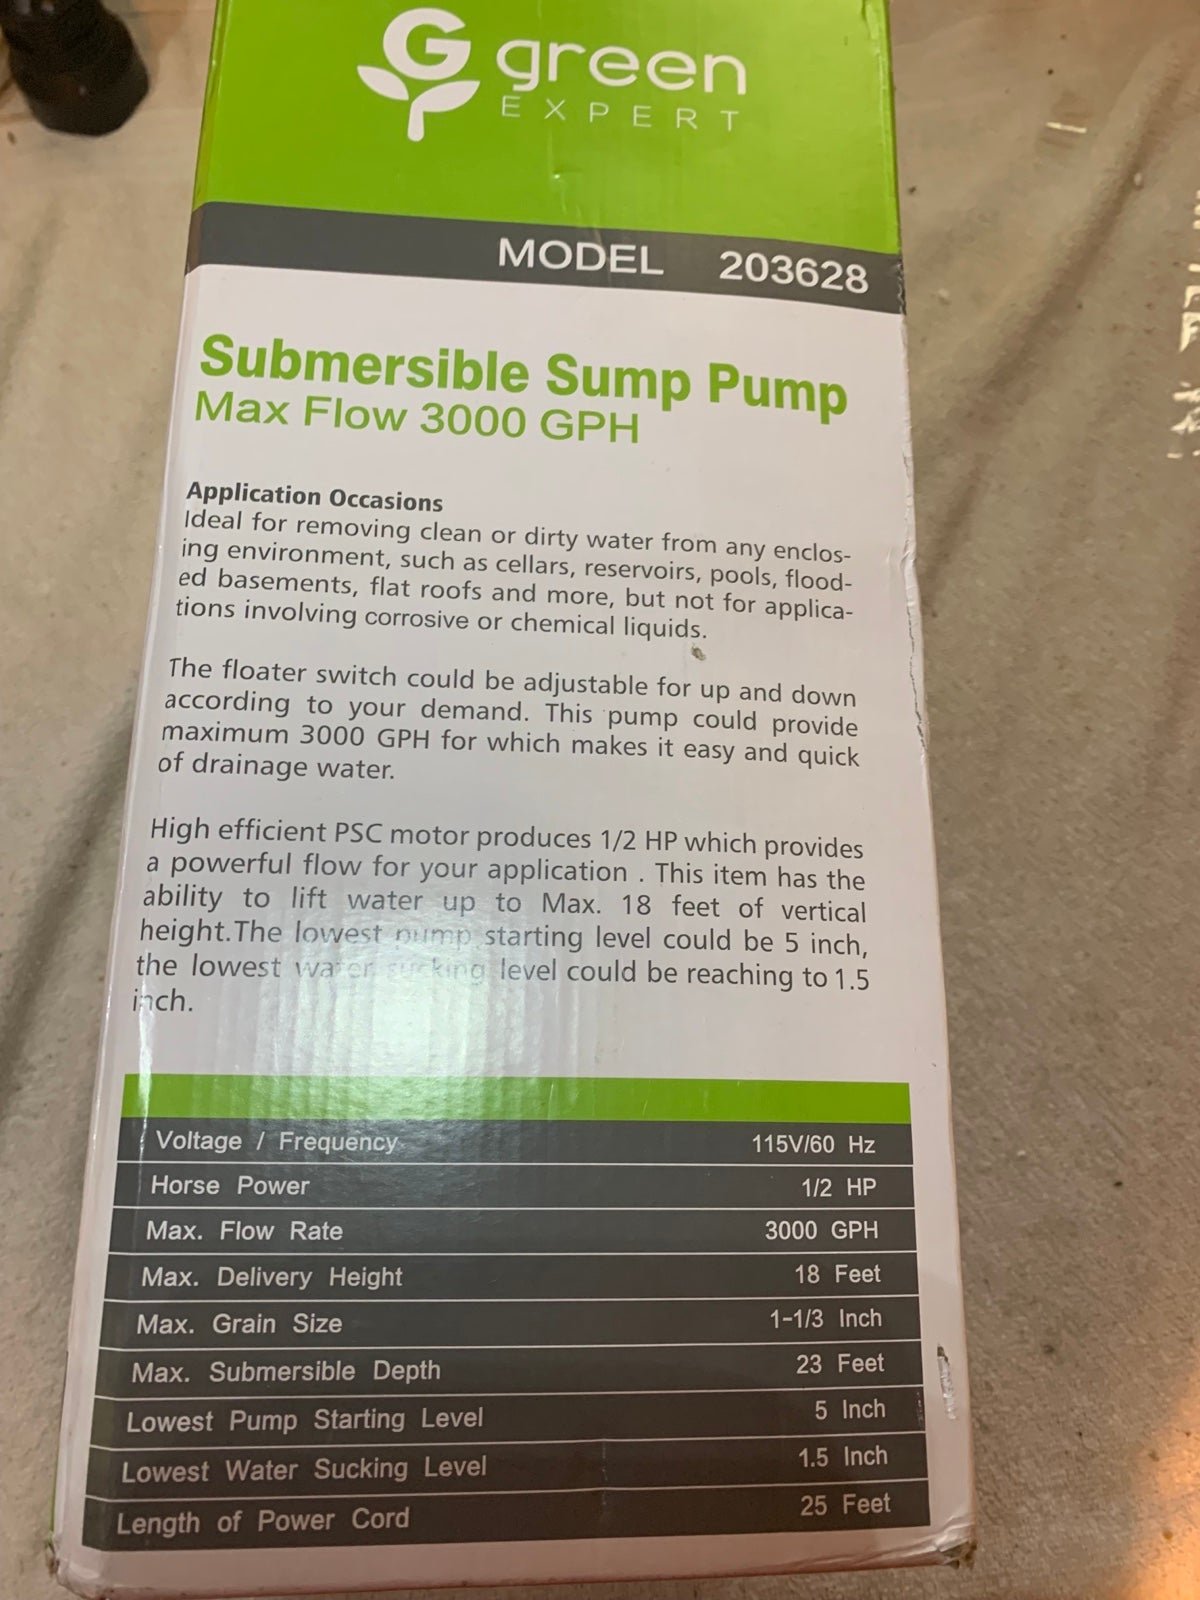 G green
EXPERT
MODEL 203628
Submersible Sump Pump
Max Flow 3000 GPH
Application Occasions
Ideal for removing clean or dirty water from any enclos-
ing environment, such as cellars, reservoirs, pools, flood-
ed basements, flat roofs and more, but not for applica-
tions involving corrosive or chemical liquids.
The floater switch could be adjustable for up and down
according to your demand. This pump could provide
maximum 3000 GPH for which makes it easy and quick
of drainage water.
High efficient PSC motor produces 1/2 HP which provides
a powerful flow for your application . This item has the
ability to lift water up to Max. 18 feet of vertical
height.The lowest pump starting level could be 5 inch,
the lowest water sucking level could be reaching to 1.5
inch.
Voltage / Frequency 115V/60 Hz
Horse Power 1/2 HP
Max. Flow Rate 3000 GPH
Max. Delivery Height 18 Feet
Max. Grain Size 1-1/3 Inch
Max. Submersible Depth 23 Feet
Lowest Pump Starting Level 5 Inch
Lowest Water Sucking Level 1.5 Inch
Length of Power Cord 25 Feet